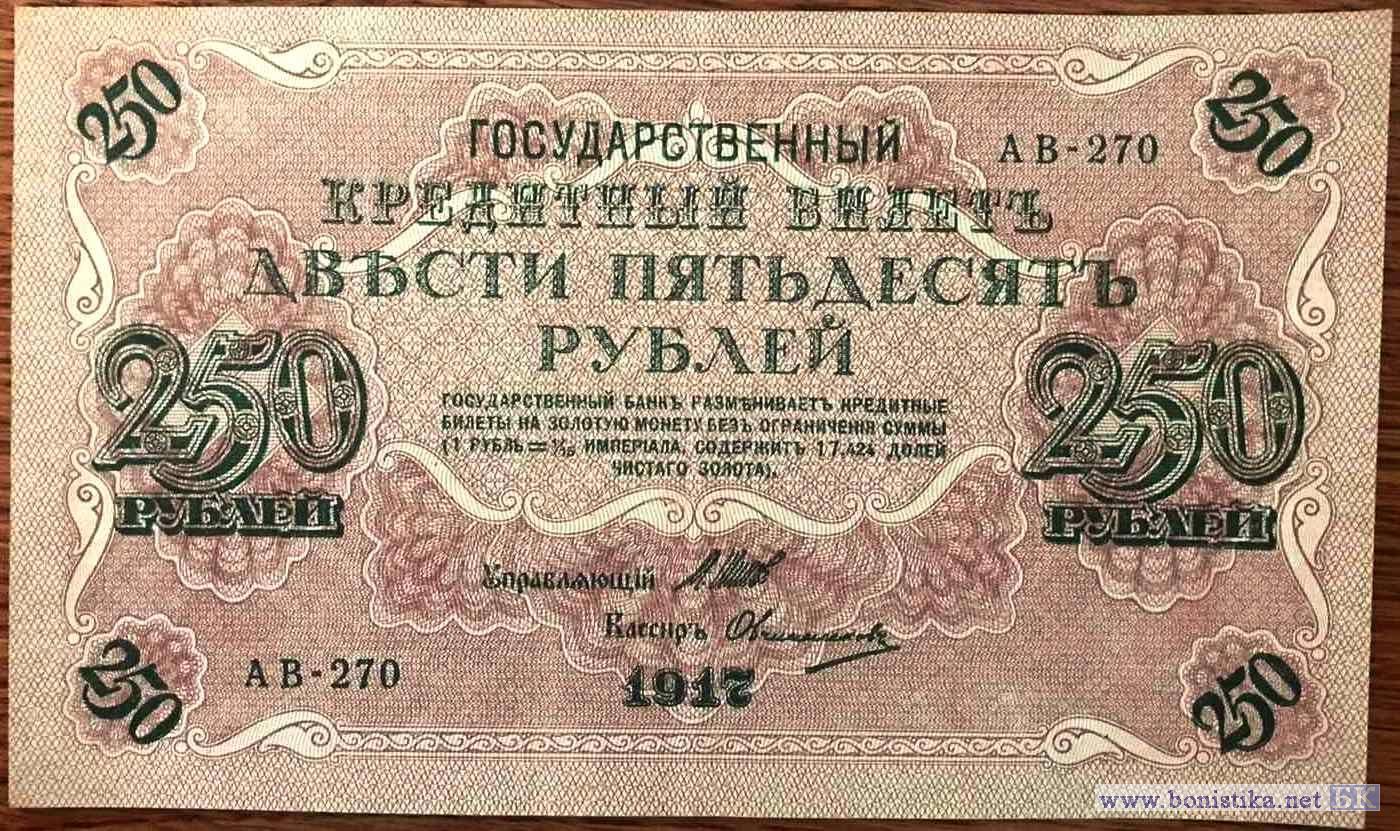 250
250
ГОСУДАРСТВЕННЫЙ
АВ-270
КРЕДИТНЫЙ БИЛЕТЪ
ДВѢСТИ ПЯТЬДЕСЯТЪ
РУБЛЕЙ
250
РУБЛЕЙ
ГОСУДАРСТВЕННЫЙ БАНКЪ РАЗМѢНИВАЕТЪ КРЕДИТНЫЕ
БИЛЕТЫ НА ЗОЛОТУЮ МОНЕТУ БЕЗЪ ОГРАНИЧЕНІЯ СУММЫ
(1 РУБЛЬ = 1/15 ИМПЕРІАЛА, СОДЕРЖИТЪ 17,424 ДОЛЕЙ
ЧИСТАГО ЗОЛОТА).
250
РУБЛЕЙ
Управляющій
Кассиръ
АВ-270
1917
250
250
www.bonistika.net БК